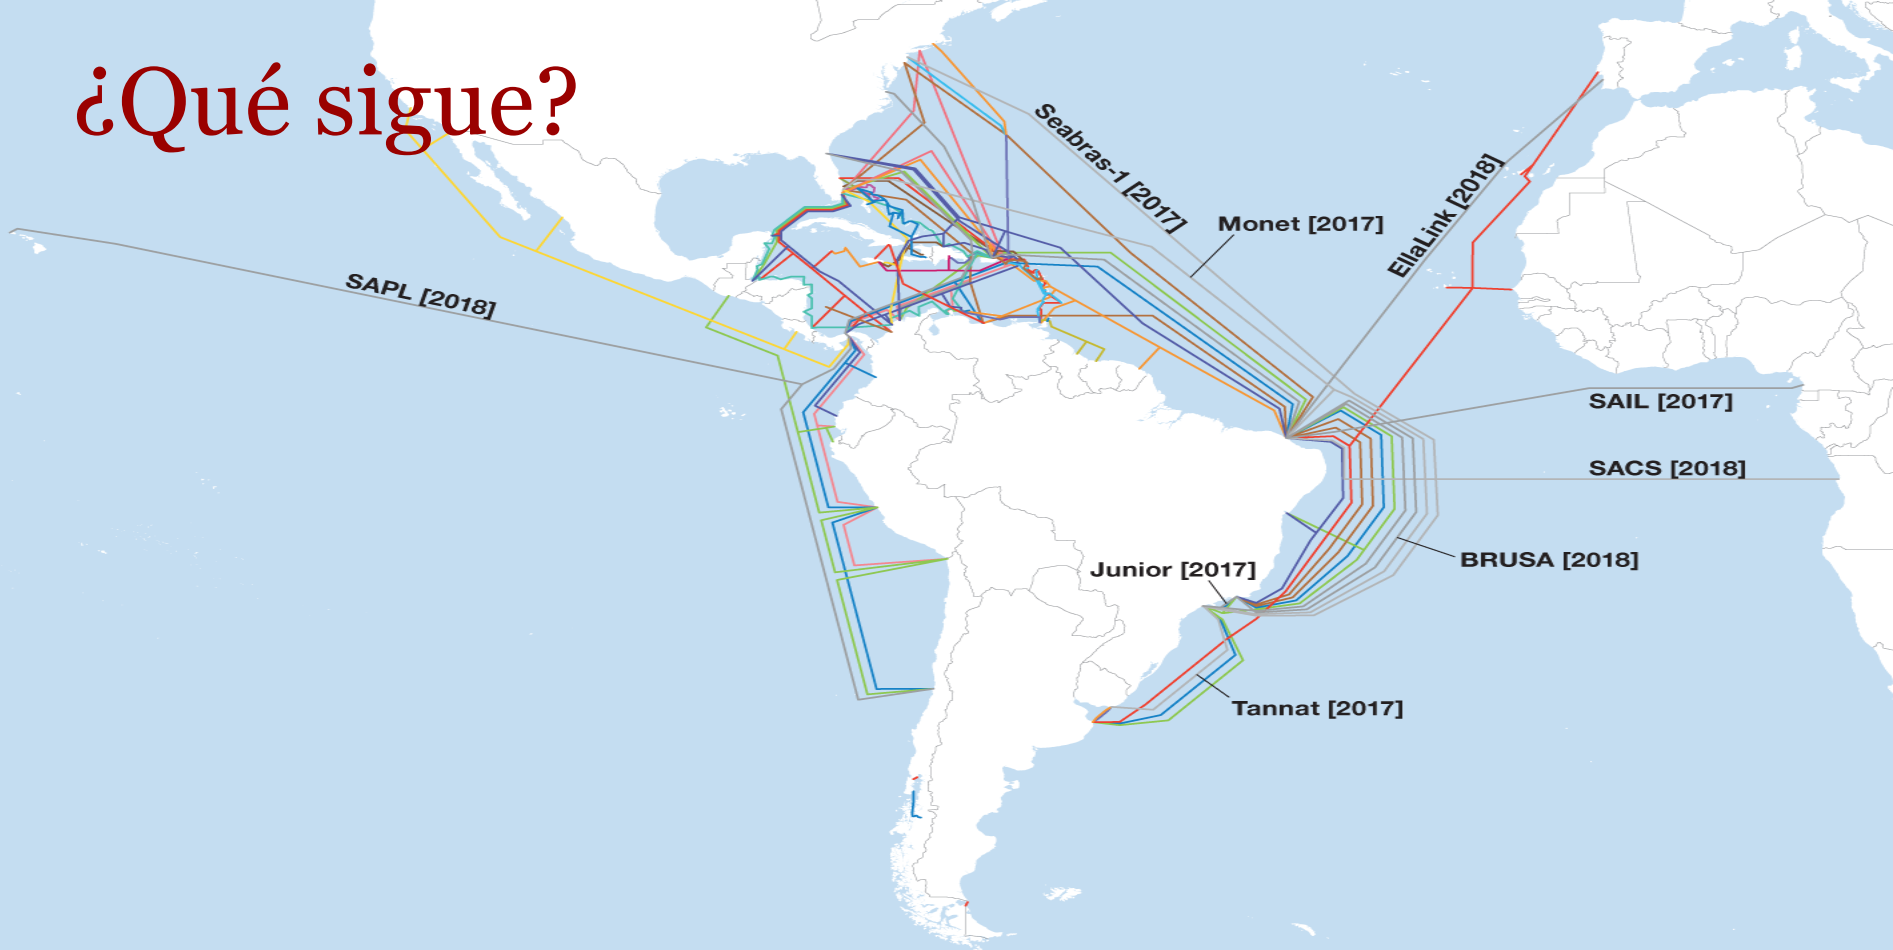 ¿Qué sigue?
Seabras-1 [2017]
Monet [2017]
EllaLink [2018]
SAPL [2018]
SAIL [2017]
SACS [2018]
BRUSA [2018]
Junior [2017]
Tannat [2017]